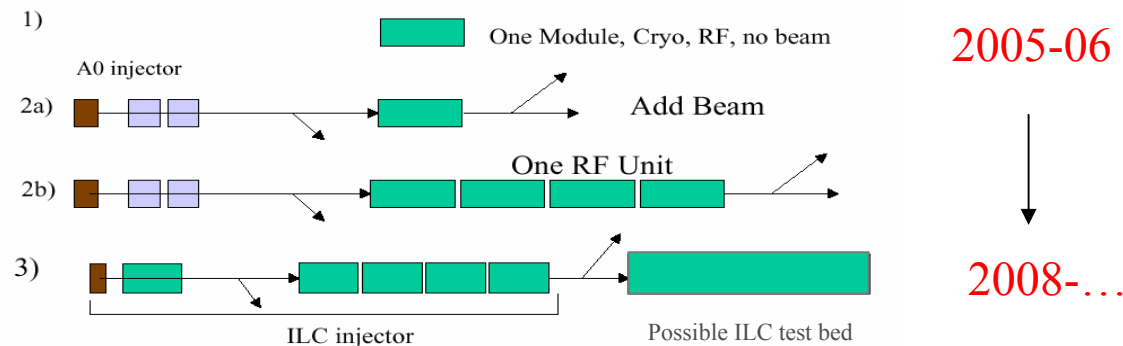 1)
One Module, Cryo, RF, no beam
2005-06
A0 injector
2a)
Add Beam
One RF Unit
2b)
3)
2008-...
ILC injector
Possible ILC test bed